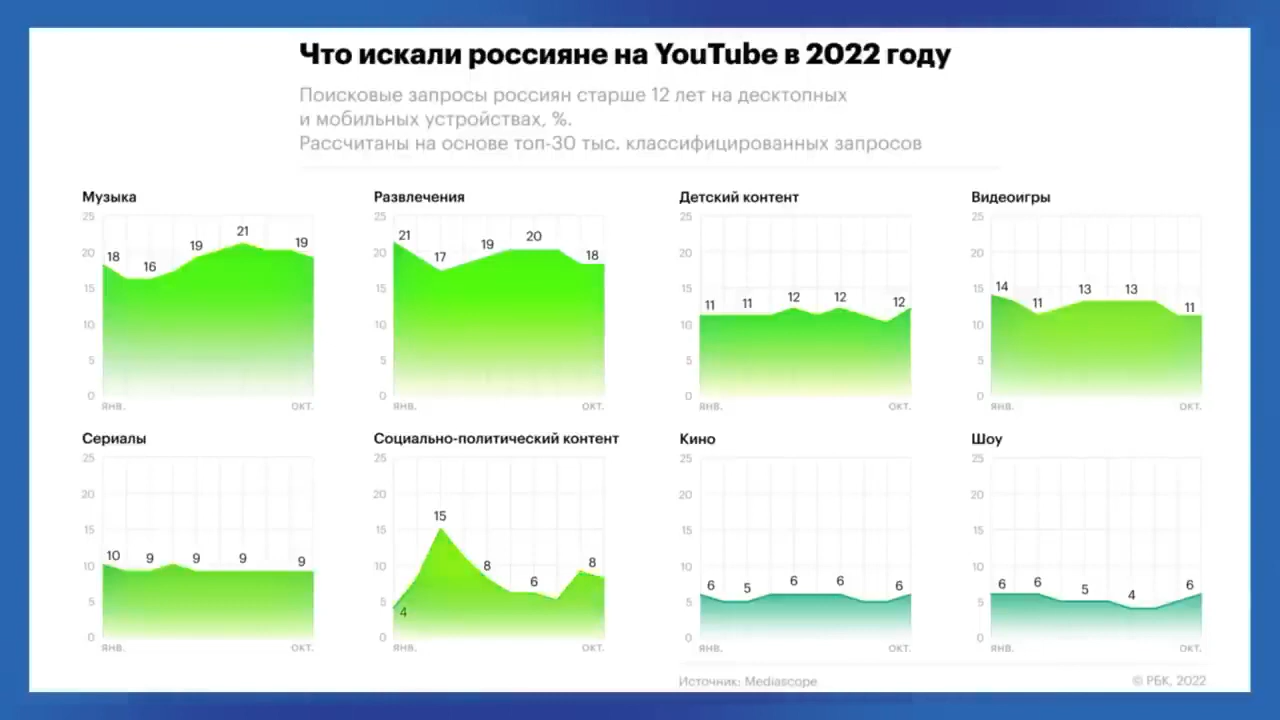 Что искали россияне на YouTube в 2022 году
Поисковые запросы россиян старше 12 лет на десктопных
и мобильных устройствах, %.
Рассчитаны на основе топ-30 тыс. классифицированных запросов
Музыка
25
20
15
10
5
0
18
16
19
21
19
янв.
окт.
Развлечения
25
20
15
10
5
0
21
17
19
20
18
янв.
окт.
Детский контент
25
20
15
10
5
0
11
11
12
12
12
янв.
окт.
Видеоигры
25
20
15
10
5
0
14
11
13
13
11
янв.
окт.
Сериалы
25
20
15
10
5
0
10
9
9
9
9
янв.
окт.
Социально-политический контент
25
20
15
10
5
0
4
15
8
6
8
янв.
окт.
Кино
25
20
15
10
5
0
6
5
6
6
6
янв.
окт.
Шоу
25
20
15
10
5
0
6
6
5
4
6
янв.
окт.
Источник: Mediascope
© РБК, 2022